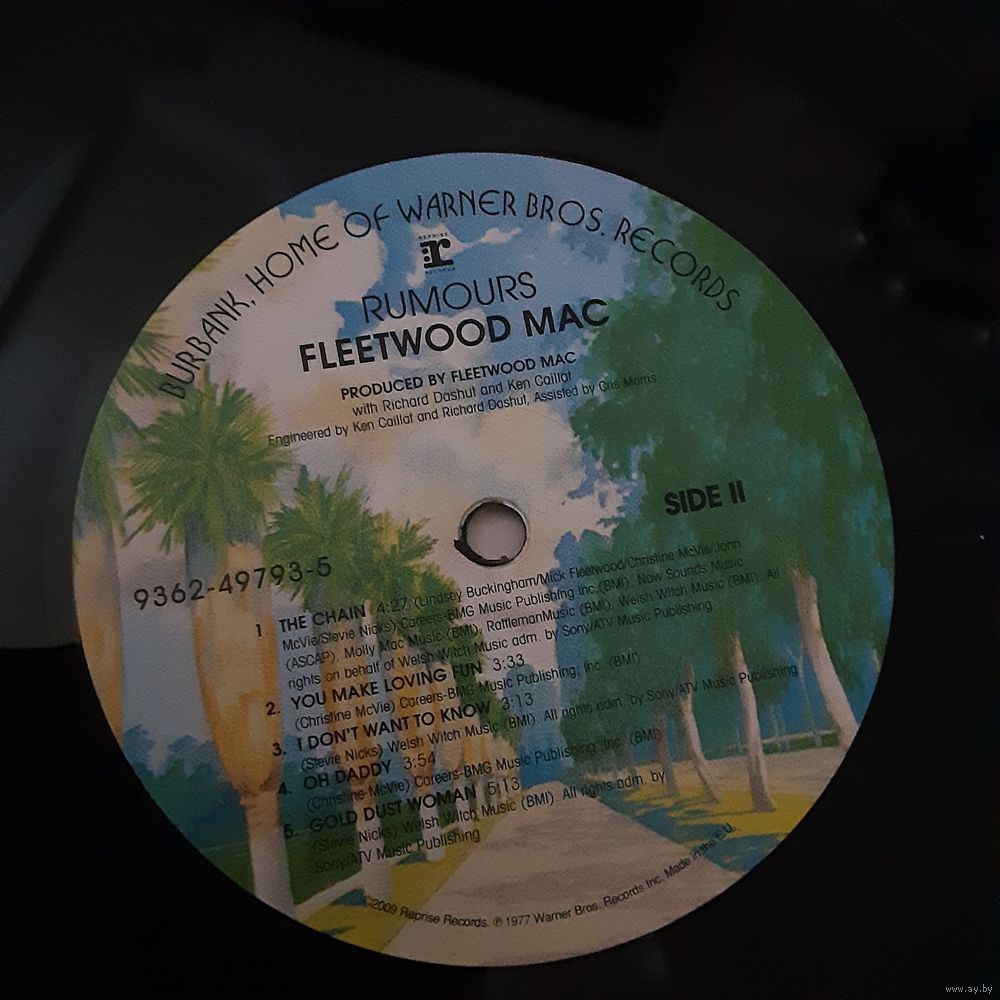 BURBANK, HOME OF WARNER BROS. RECORDS
REPRISE
r
RECORDS
RUMOURS
FLEETWOOD MAC
PRODUCED BY FLEETWOOD MAC
with Richard Dashut and Ken Caillat
Engineered by Ken Caillat and Richard Dashut, Assisted by Cris Morris
SIDE II
9362-49793-5
1. THE CHAIN 4:27 (Lindsey Buckingham/Mick Fleetwood/Christine McVie/John
McVie/Stevie Nicks) Careers-BMG Music Publishing Inc.(BMI). Now Sounds Music
(ASCAP), Molly Mac Music (BMI), RattlemanMusic (BMI), Welsh Witch Music (BMI). All
rights on behalf of Welsh Witch Music adm. by Sony/ATV Music Publishing
2. YOU MAKE LOVING FUN 3:33
(Christine McVie) Careers-BMG Music Publishing, Inc. (BMI)
3. I DON'T WANT TO KNOW 3:13
(Stevie Nicks) Welsh Witch Music (BMI). All rights adm. by Sony/ATV Music Publishing
4. OH DADDY 3:54
(Christine McVie) Careers-BMG Music Publishing, Inc. (BMI)
5. GOLD DUST WOMAN 5:13
(Stevie Nicks) Welsh Witch Music (BMI). All rights adm. by
Sony/ATV Music Publishing
©2009 Reprise Records. ℗ 1977 Warner Bros. Records Inc. Made in the E.U.
www.ay.by